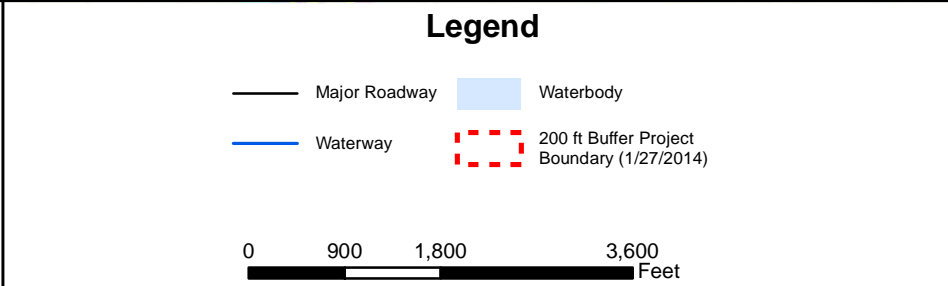 Legend
Major Roadway
Waterbody
Waterway
200 ft Buffer Project
Boundary (1/27/2014)
0 900 1,800 3,600
Feet